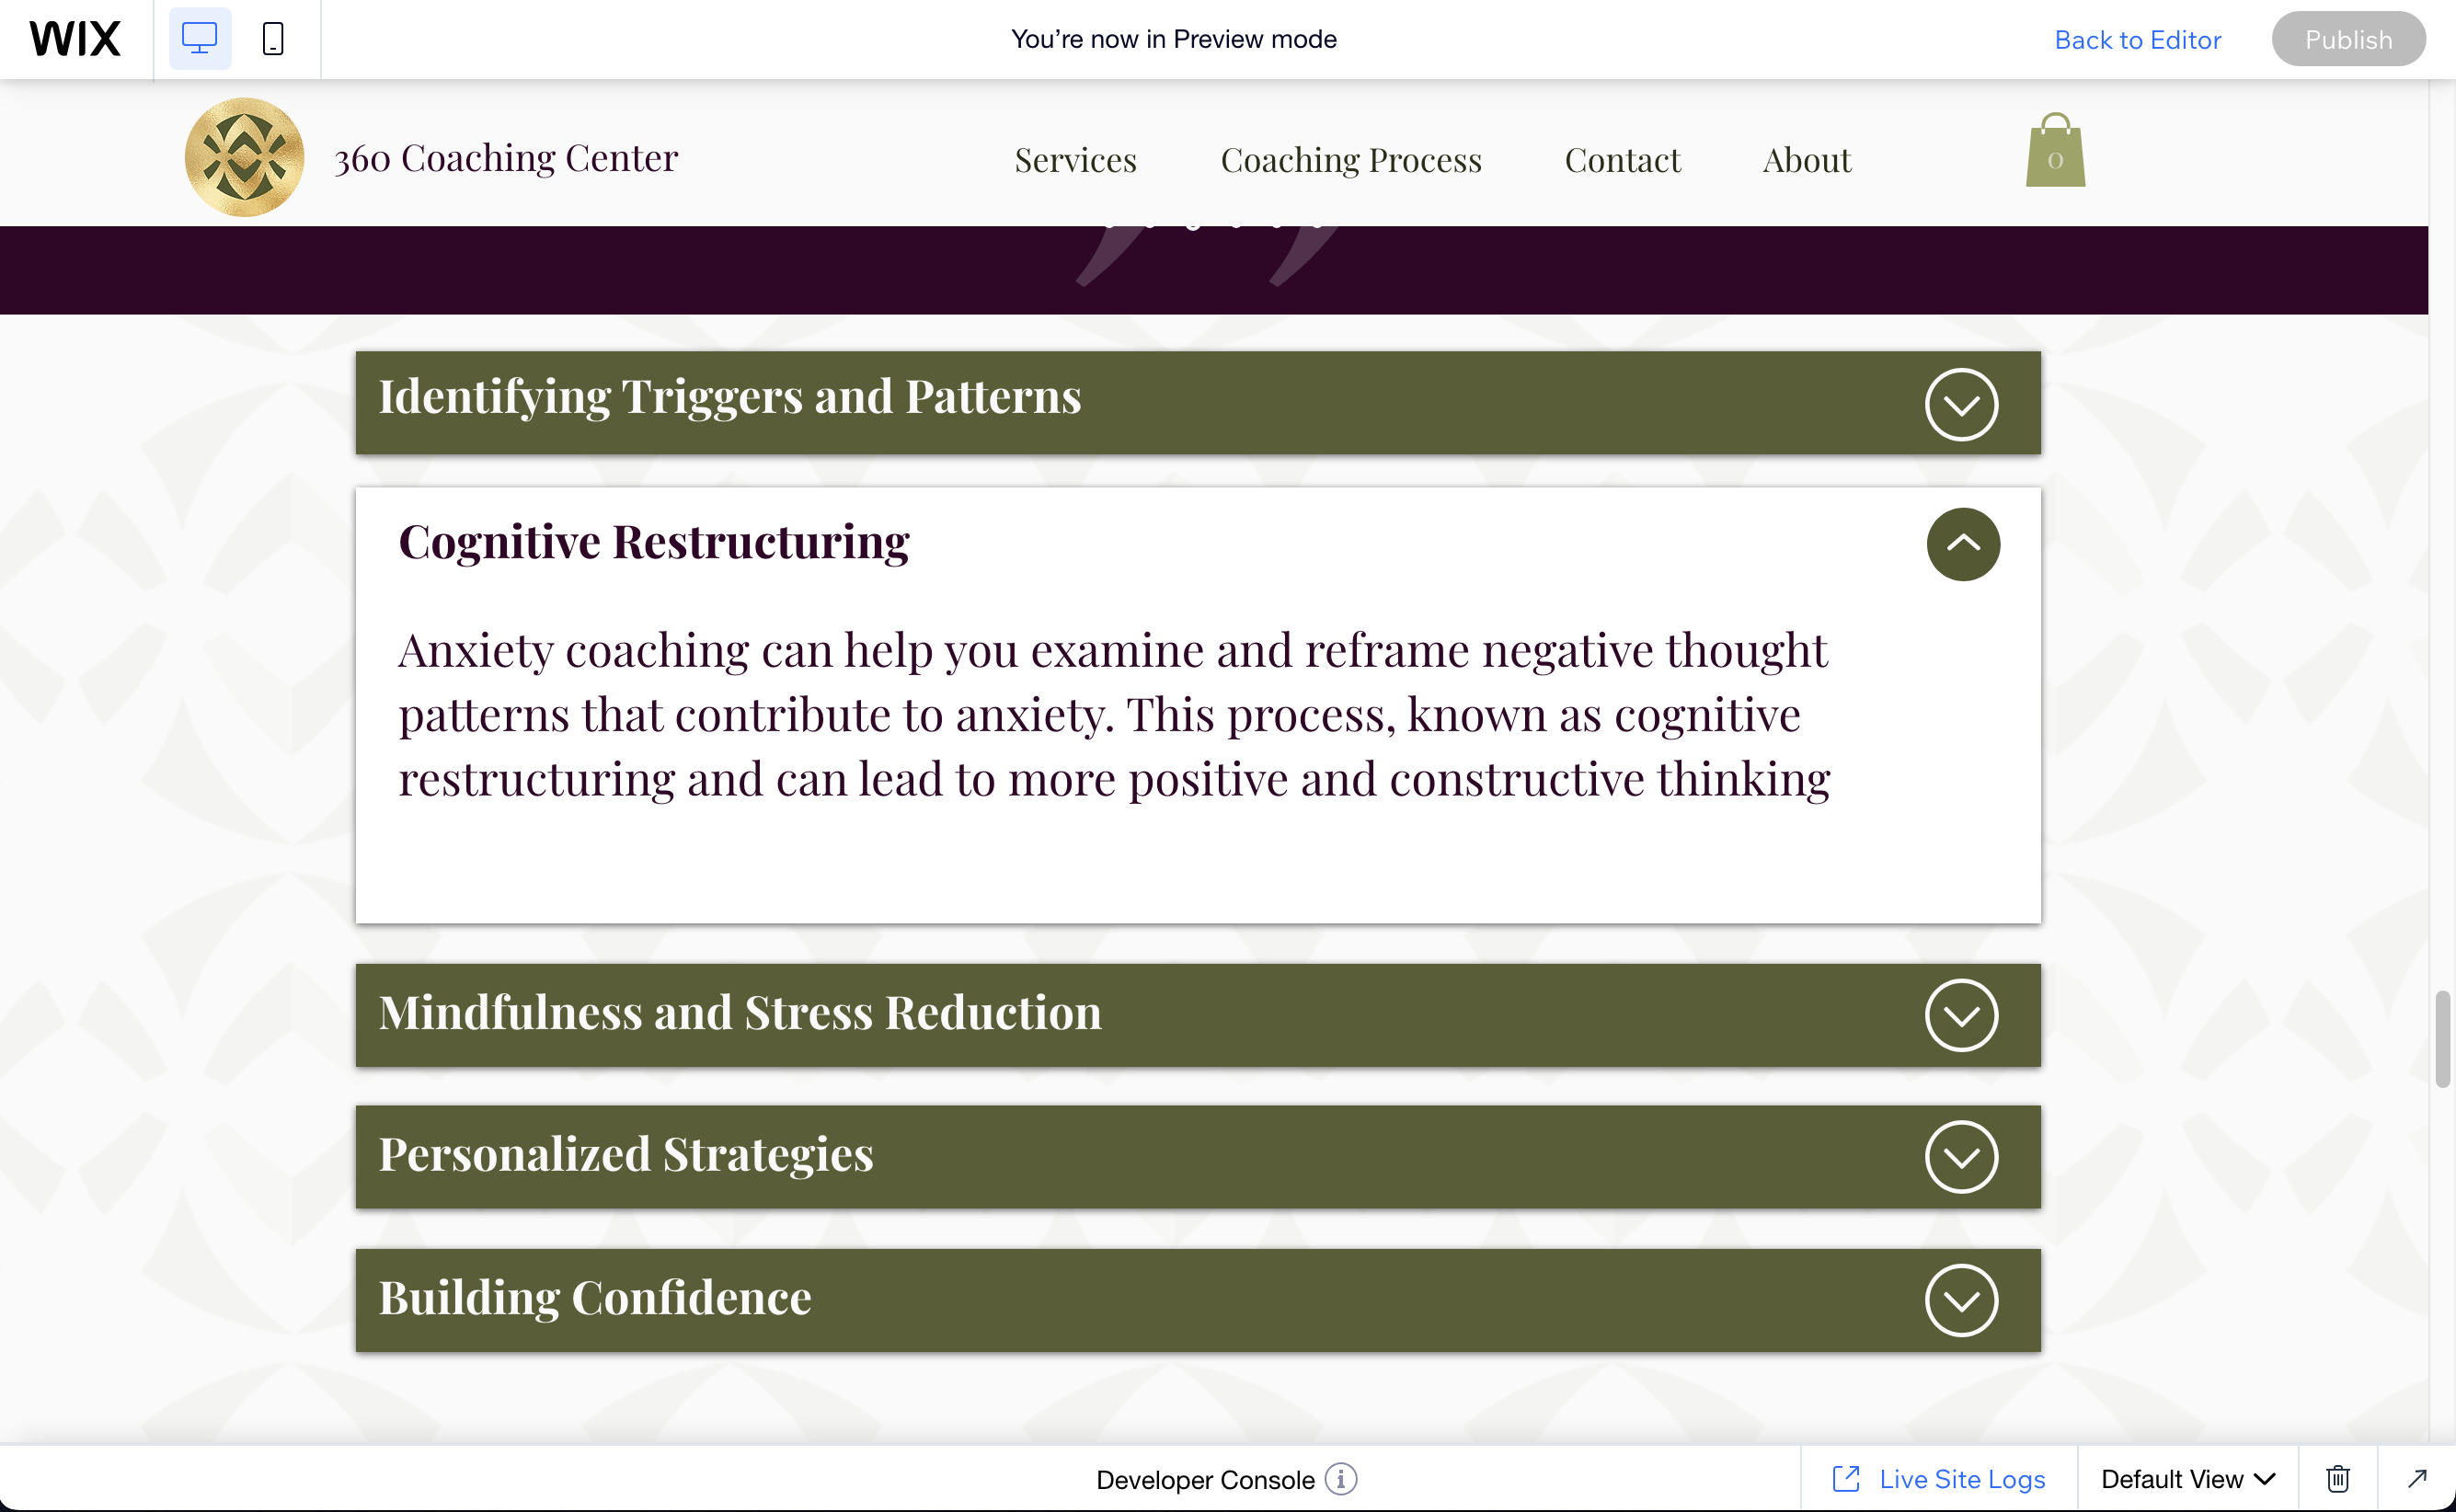 WIX
You’re now in Preview mode
Back to Editor
Publish
360 Coaching Center
Services
Coaching Process
Contact
About
0
Identifying Triggers and Patterns
Cognitive Restructuring
Anxiety coaching can help you examine and reframe negative thought
patterns that contribute to anxiety. This process, known as cognitive
restructuring and can lead to more positive and constructive thinking
Mindfulness and Stress Reduction
Personalized Strategies
Building Confidence
Developer Console
Live Site Logs
Default View